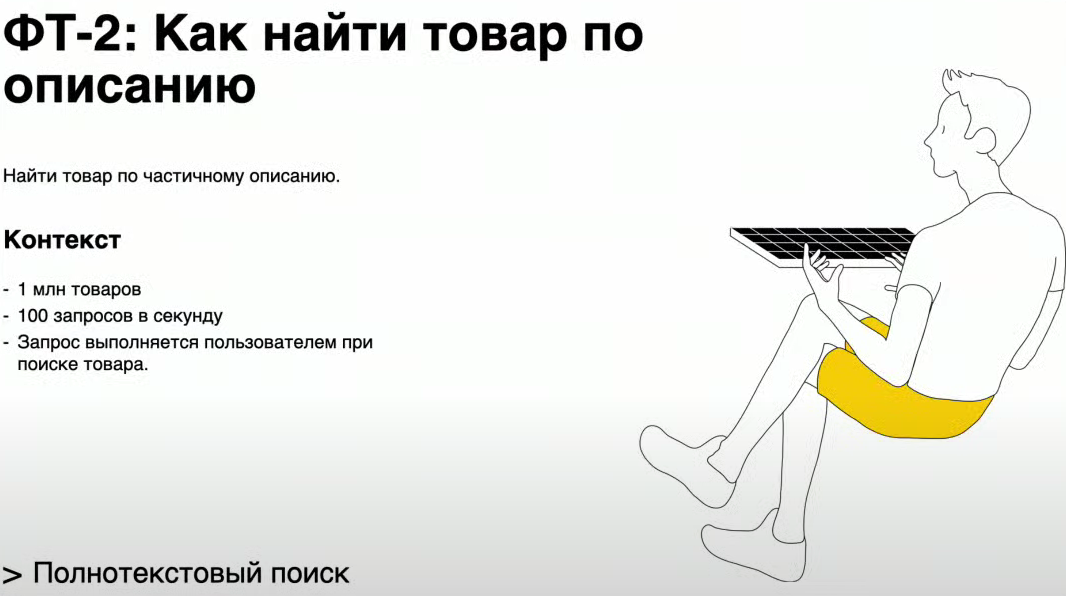 ФТ-2: Как найти товар по
описанию
Найти товар по частичному описанию.
Контекст
- 1 млн товаров
- 100 запросов в секунду
- Запрос выполняется пользователем при
поиске товара.
> Полнотекстовый поиск